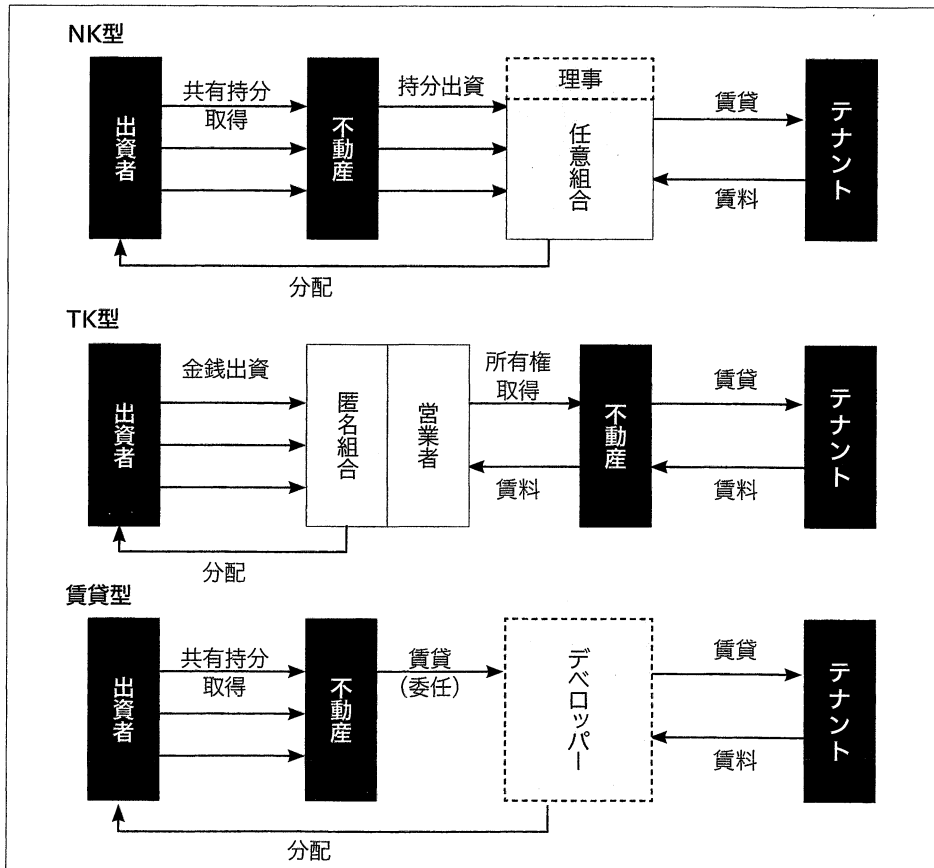 NK型
出資者
共有持分
取得
不動産
持分出資
理事
任意組合
賃貸
賃料
テナント
分配
TK型
出資者
金銭出資
匿名組合
営業者
所有権
取得
賃料
不動産
賃貸
賃料
テナント
分配
賃貸型
出資者
共有持分
取得
不動産
賃貸
（委任）
デベロッパー
賃貸
賃料
テナント
分配